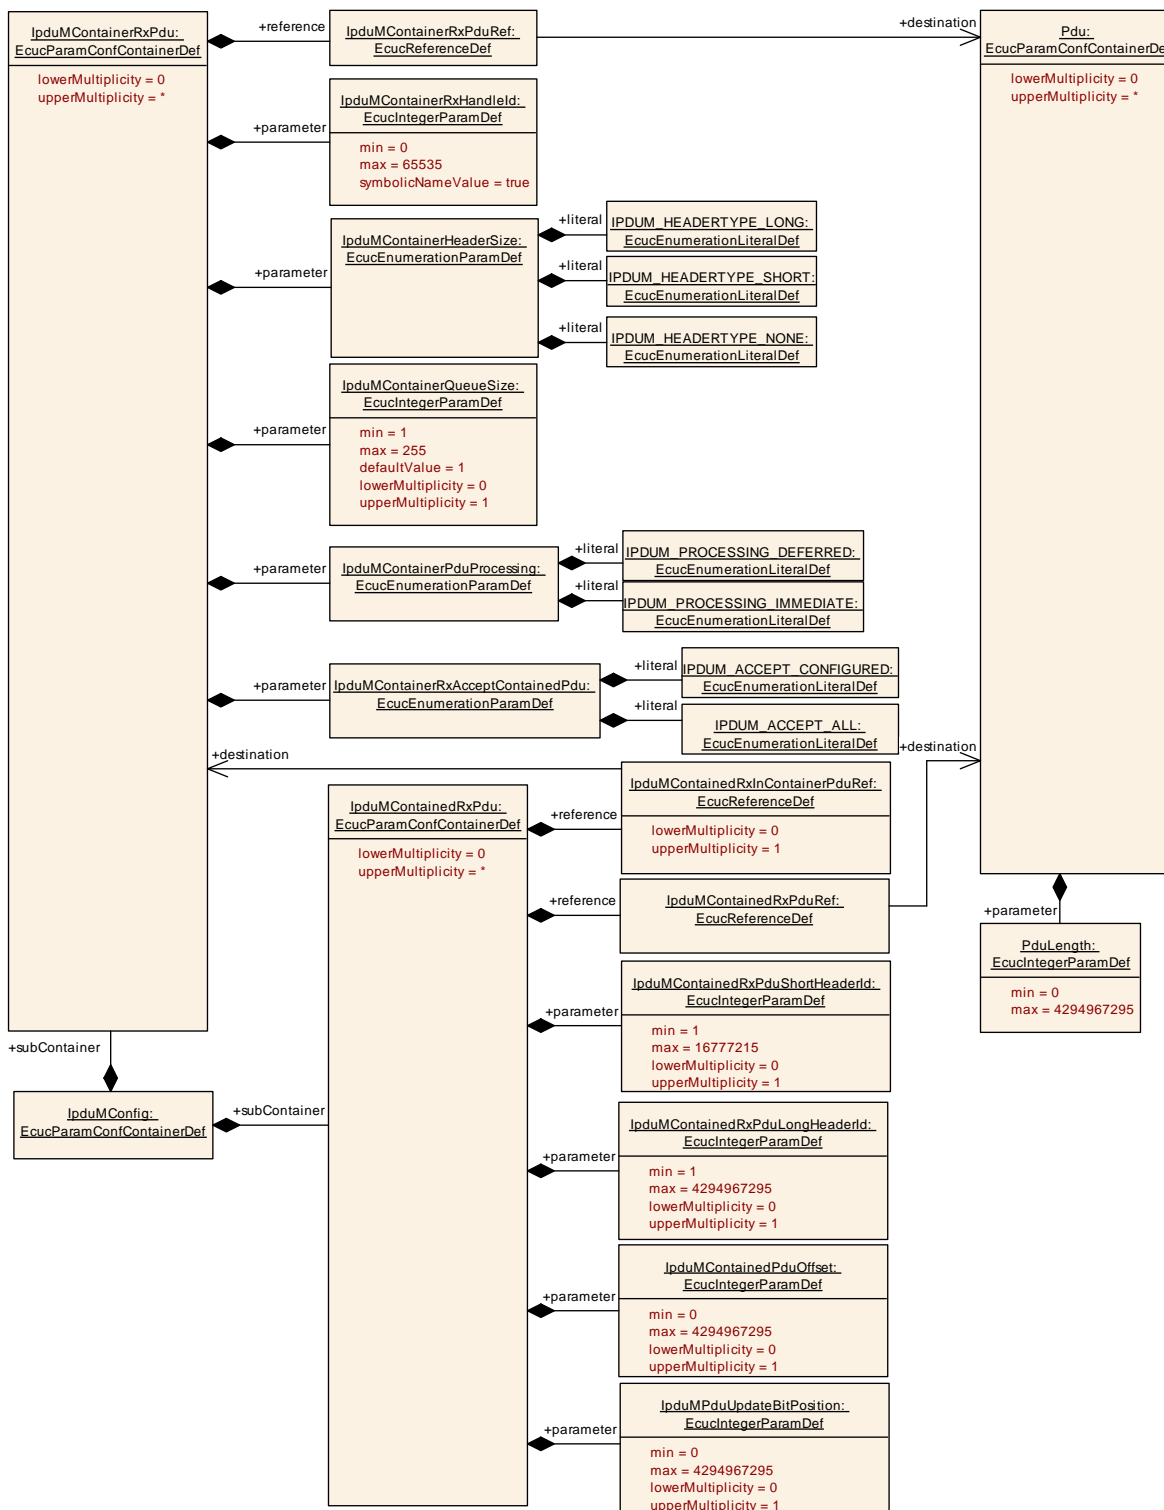 IpduMContainerRxPdu:
EcucParamConfContainerDef
lowerMultiplicity = 0
upperMultiplicity = *
+reference
IpduMContainerRxPduRef:
EcucReferenceDef
+destination
Pdu:
EcucParamConfContainerDe
lowerMultiplicity = 0
upperMultiplicity = *
+parameter
IpduMContainerRxHandleId:
EcucIntegerParamDef
min = 0
max = 65535
symbolicNameValue = true
+parameter
IpduMContainerHeaderSize:
EcucEnumerationParamDef
+literal
IPDUM_HEADERTYPE_LONG:
EcucEnumerationLiteralDef
+literal
IPDUM_HEADERTYPE_SHORT:
EcucEnumerationLiteralDef
+literal
IPDUM_HEADERTYPE_NONE:
EcucEnumerationLiteralDef
+parameter
IpduMContainerQueueSize:
EcucIntegerParamDef
min = 1
max = 255
defaultValue = 1
lowerMultiplicity = 0
upperMultiplicity = 1
+parameter
IpduMContainerPduProcessing:
EcucEnumerationParamDef
+literal
IPDUM_PROCESSING_DEFERRED:
EcucEnumerationLiteralDef
+literal
IPDUM_PROCESSING_IMMEDIATE:
EcucEnumerationLiteralDef
+parameter
IpduMContainerRxAcceptContainedPdu:
EcucEnumerationParamDef
+literal
IPDUM_ACCEPT_CONFIGURED:
EcucEnumerationLiteralDef
+literal
IPDUM_ACCEPT_ALL:
EcucEnumerationLiteralDef
+destination
+destination
IpduMContainedRxPdu:
EcucParamConfContainerDef
lowerMultiplicity = 0
upperMultiplicity = *
+reference
IpduMContainedRxInContainerPduRef:
EcucReferenceDef
lowerMultiplicity = 0
upperMultiplicity = 1
+reference
IpduMContainedRxPduRef:
EcucReferenceDef
+parameter
PduLength:
EcucIntegerParamDef
min = 0
max = 4294967295
+parameter
IpduMContainedRxPduShortHeaderId:
EcucIntegerParamDef
min = 1
max = 16777215
lowerMultiplicity = 0
upperMultiplicity = 1
+subContainer
IpduMConfig:
EcucParamConfContainerDef
+subContainer
+parameter
IpduMContainedRxPduLongHeaderId:
EcucIntegerParamDef
min = 1
max = 4294967295
lowerMultiplicity = 0
upperMultiplicity = 1
+parameter
IpduMContainedPduOffset:
EcucIntegerParamDef
min = 0
max = 4294967295
lowerMultiplicity = 0
upperMultiplicity = 1
+parameter
IpduMPduUpdateBitPosition:
EcucIntegerParamDef
min = 0
max = 4294967295
lowerMultiplicity = 0
upperMultiplicity = 1